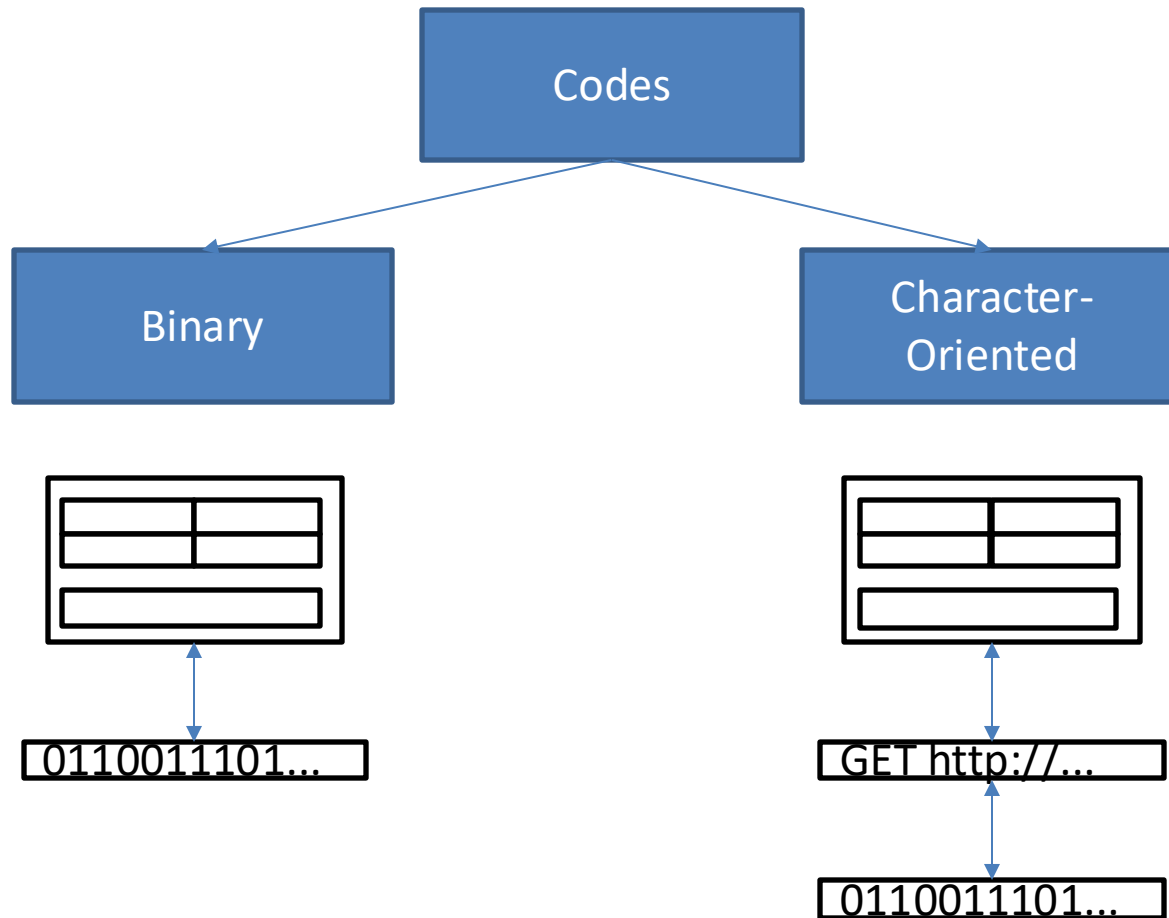 Codes
Binary
Character-
Oriented
0110011101...
GET http://...
0110011101...